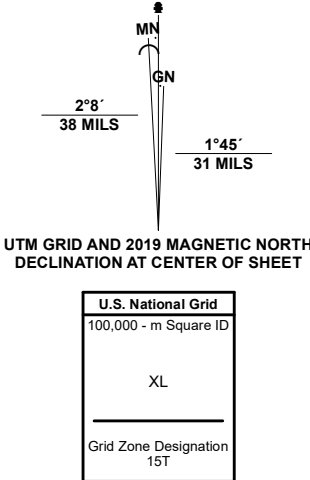 MN
GN
2°8´
38 MILS
1°45´
31 MILS
UTM GRID AND 2019 MAGNETIC NORTH
DECLINATION AT CENTER OF SHEET
U.S. National Grid
100,000 - m Square ID
XL
Grid Zone Designation
15T